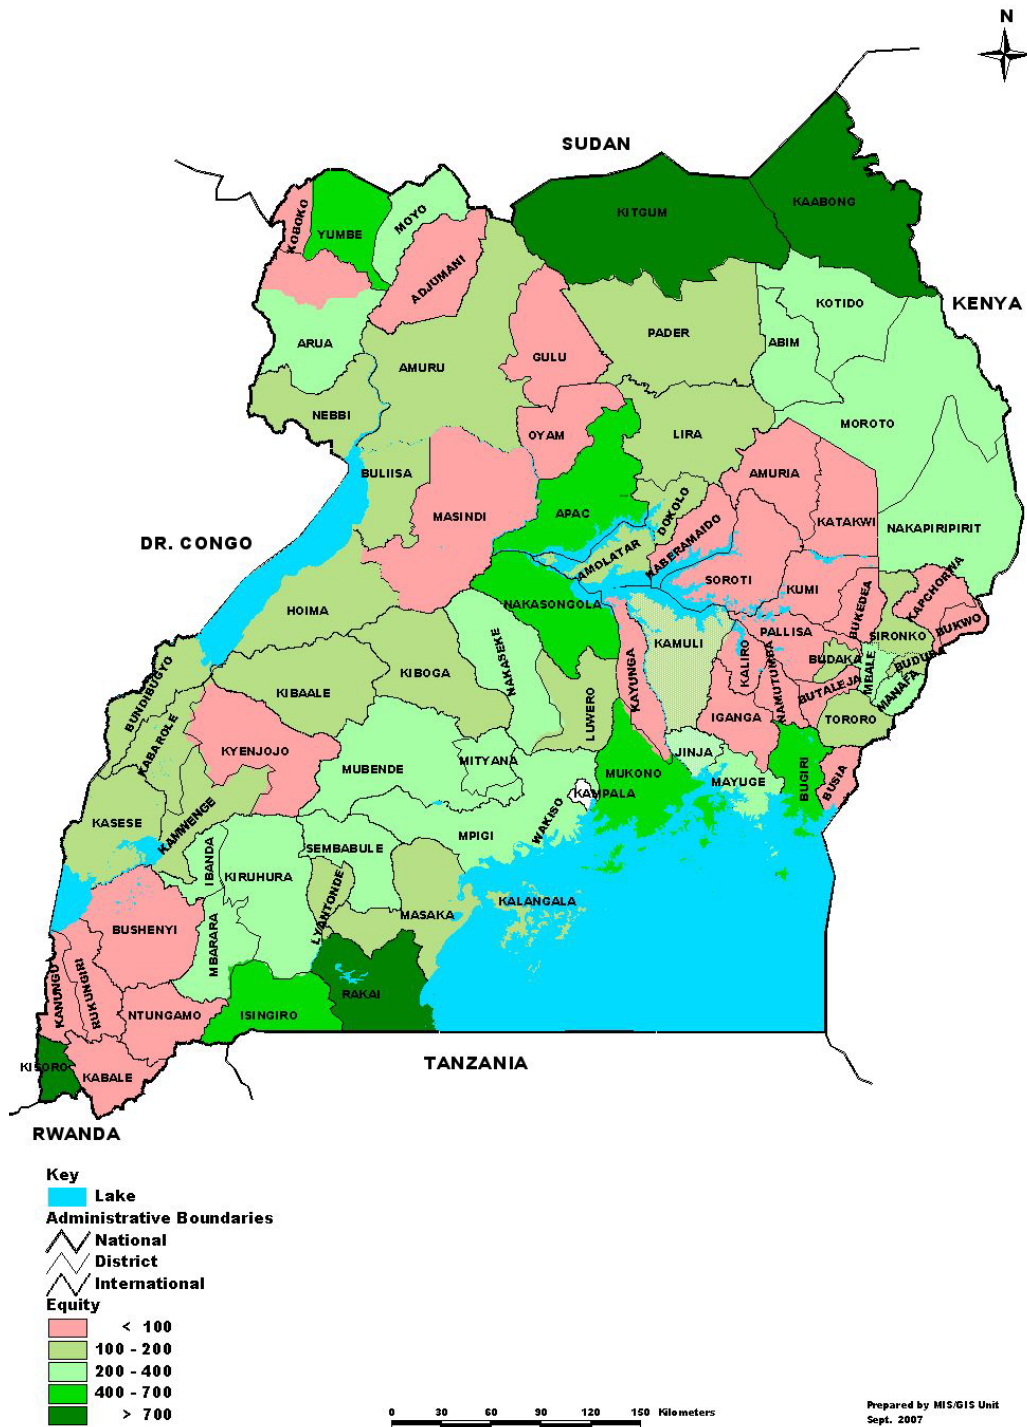 N
SUDAN
KITGUM
KAABONG
KOBOKO
YUMBE
MOYO
ADJUMANI
KENYA
KOTIDO
PADER
ABIM
ARUA
GULU
AMURU
NEBBI
MOROTO
OYAM
LIRA
BULIISA
AMURIA
MASINDI
APAC
DOKOLO
KATAKWI
NAKAPIRIPIRIT
DR. CONGO
KABERAMAIDO
AMOLATAR
SOROTI
KUMI
KAPCHORWA
BUKEDEA
HOIMA
NAKASONGOLA
BUKWO
PALLISA
SIRONKO
KAMULI
KALIRO
NAMUTUMBA
BUDAKA
MBALE
BUDUDA
MANAFA
BUTALEJA
NAKASEKE
KIBOGA
KIBAALE
BUNDIBUGYO
KABAROLE
LUWERO
KAYUNGA
IGANGA
TORORO
KYENJOJO
MUBENDE
MITYANA
JINJA
MUKONO
MAYUGE
BUGIRI
BUSIA
KAMPALA
WAKISO
KASESE
KAMWENGE
MPIGI
IBANDA
KIRUHURA
SEMBABULE
LYANTONDE
MASAKA
KALANGALA
BUSHENYI
MBARARA
KANUNGU
RUKUNGIRI
RAKAI
NTUNGAMO
ISINGIRO
KISORO
KABALE
TANZANIA
RWANDA
Key
Lake
Administrative Boundaries
National
District
International
Equity
< 100
100 - 200
200 - 400
400 - 700
> 700
0 30 60 90 120 150 Kilometers
Prepared by MIS/GIS Unit
Sept. 2007